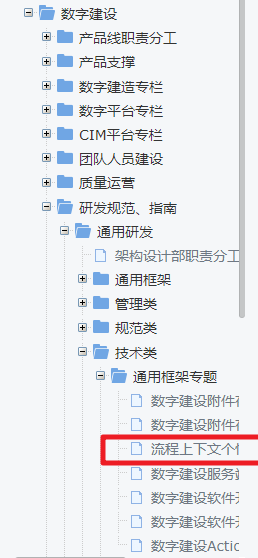 数字建设
产品线职责分工
产品支撑
数字建造专栏
数字平台专栏
CIM平台专栏
团队人员建设
质量运营
研发规范、指南
通用研发
架构设计部职责分工
通用框架
管理类
规范类
技术类
通用框架专题
数字建设附件
数字建设附件
流程上下文个
数字建设服务
数字建设软件
数字建设软件
数字建设Actio